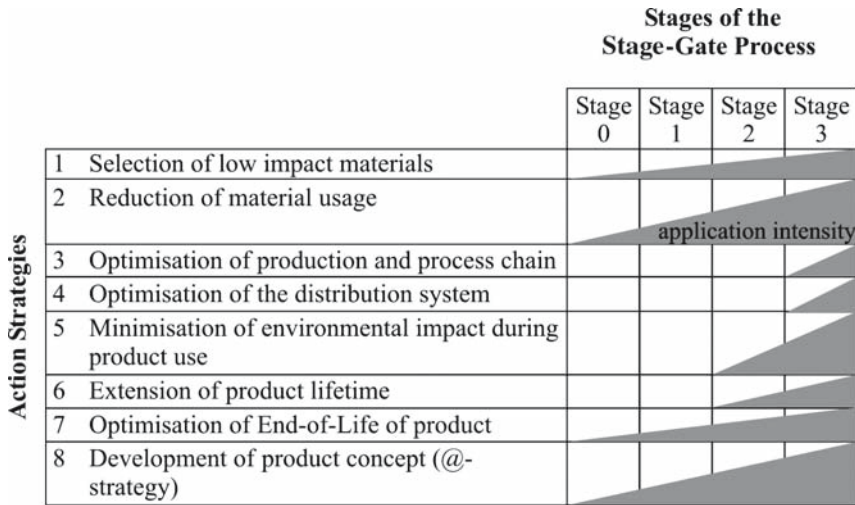 Stages of the
Stage-Gate Process
Stage Stage Stage Stage
0 1 2 3
Action Strategies
1 Selection of low impact materials
2 Reduction of material usage
application intensity
3 Optimisation of production and process chain
4 Optimisation of the distribution system
5 Minimisation of environmental impact during
product use
6 Extension of product lifetime
7 Optimisation of End-of-Life of product
8 Development of product concept (@-
strategy)